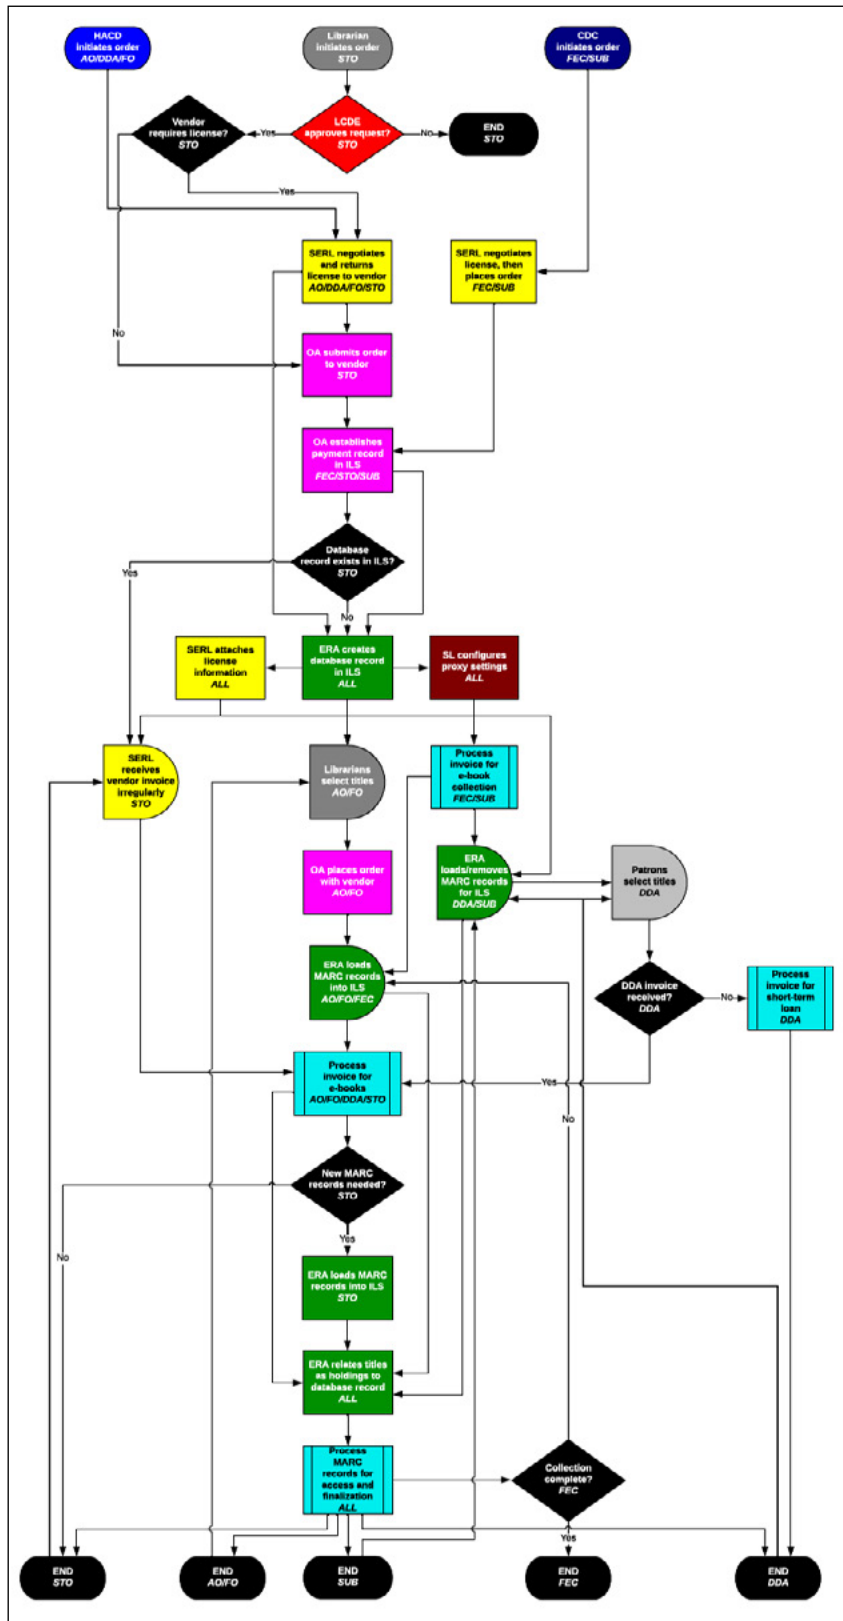 HACD
initiates order
AO/DDA/FO
Librarian
initiates order
STO
CDC
initiates order
FEC/SUB
Vendor
requires license?
STO
Yes
LCDE
approves request?
STO
No
END
STO
Yes
SERL negotiates
and returns
license to vendor
AO/DDA/FO/STO
SERL negotiates
license, then
places order
FEC/SUB
No
OA submits order
to vendor
STO
OA establishes
payment record
in ILS
FEC/STO/SUB
Database
record exists in ILS?
STO
Yes
No
SERL attaches
license
information
ALL
ERA creates
database record
in ILS
ALL
SL configures
proxy settings
ALL
SERL
receives
vendor invoice
irregularly
STO
Librarians
select titles
AO/FO
Process
invoice for
e-book
collection
FEC/SUB
OA places order
with vendor
AO/FO
ERA
loads/removes
MARC records
for ILS
DDA/SUB
Patrons
select titles
DDA
ERA loads
MARC records
into ILS
AO/FO/FEC
DDA invoice
received?
DDA
No
Process
invoice for
short-term
loan
DDA
Process
invoice for
e-books
AO/FO/DDA/STO
Yes
No
New MARC
records needed?
STO
No
Yes
ERA loads MARC
records into ILS
STO
ERA relates titles
as holdings to
database record
ALL
Process
MARC
records for
access and
finalization
ALL
Collection
complete?
FEC
Yes
END
STO
END
AO/FO
END
SUB
END
FEC
END
DDA